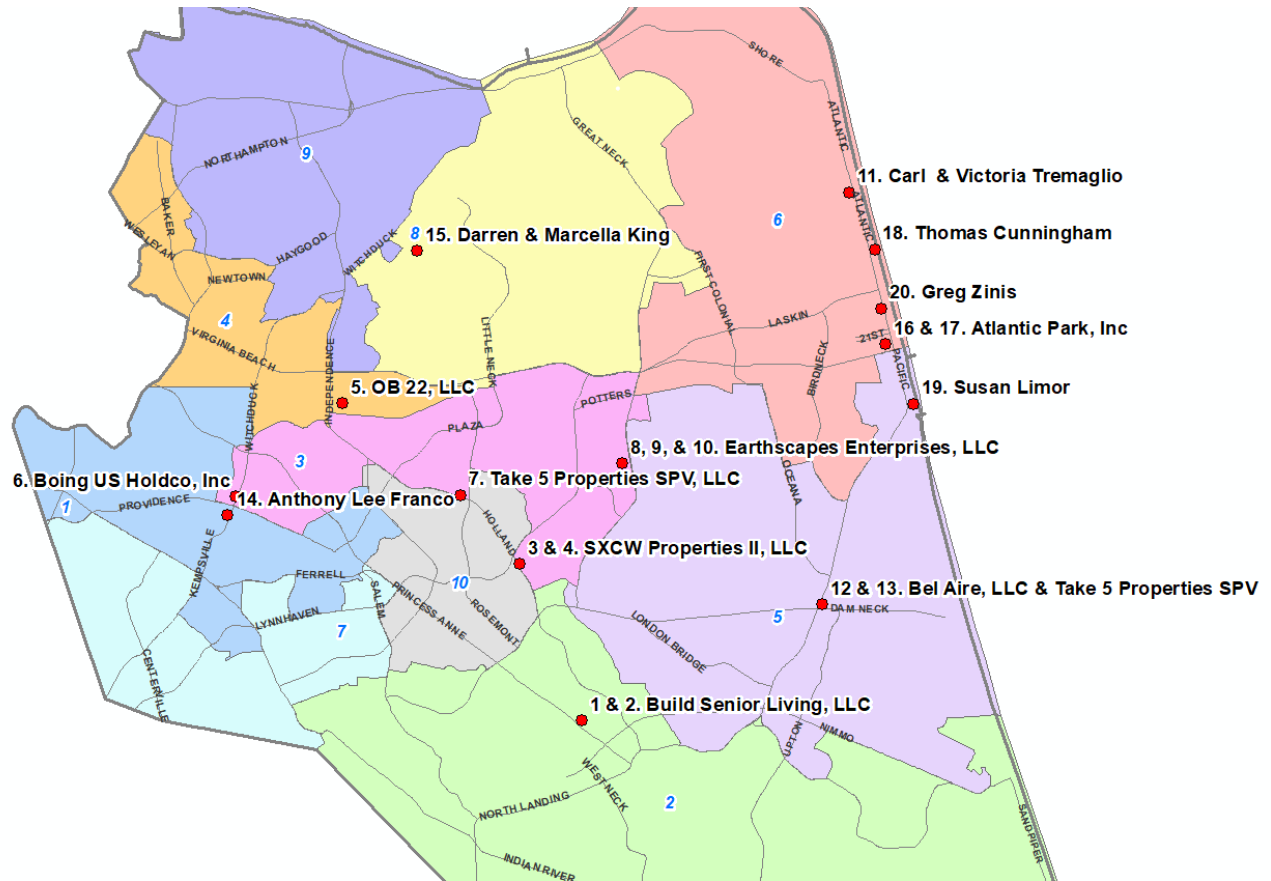 SHORE
ATLANTIC
GREAT NECK
NORTHAMPTON
9
BAKER
11. Carl & Victoria Tremaglio
ATLANTIC
6
WESLEYAN
HAYGOOD
WITCHDUCK
8
15. Darren & Marcella King
18. Thomas Cunningham
NEWTOWN
FIRST COLONIAL
20. Greg Zinis
4
LASKIN
16 & 17. Atlantic Park, Inc
21ST
VIRGINIA BEACH
LITTLE NECK
PACIFIC
INDEPENDENCE
BIRDNECK
5. OB 22, LLC
19. Susan Limor
POTTERS
WITCHDUCK
PLAZA
8, 9, & 10. Earthscapes Enterprises, LLC
3
6. Boing US Holdco, Inc
7. Take 5 Properties SPV, LLC
OCEANA
1
PROVIDENCE
14. Anthony Lee Franco
HOLLAND
3 & 4. SXCW Properties II, LLC
KEMPSVILLE
FERRELL
SALEM
10
12 & 13. Bel Aire, LLC & Take 5 Properties SPV
DAM NECK
PRINCESS ANNE
ROSEMONT
LYNNHAVEN
7
5
LONDON BRIDGE
CENTERVILLE
1 & 2. Build Senior Living, LLC
NIMMO
UPTON
WEST NECK
NORTH LANDING
2
SANDPIPER
INDIAN RIVER